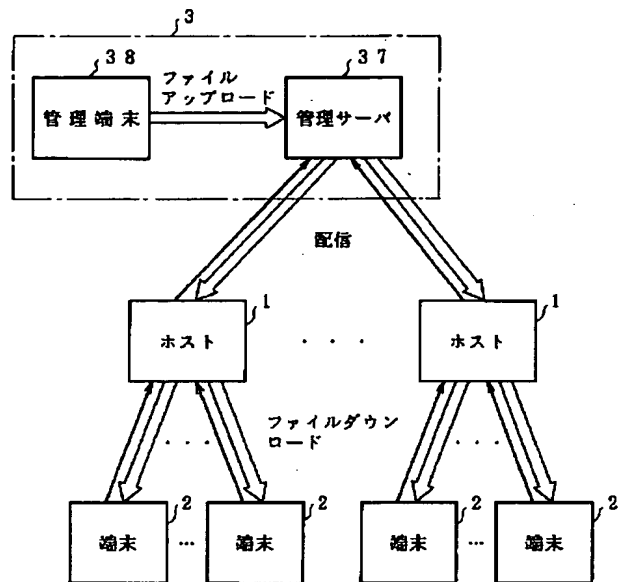 3
38
37
ファイル
アップロード
管理端末
管理サーバ
配信
1
1
ホスト
・・・
ホスト
ファイルダウン
ロード
・・・
・・・
2
2
2
2
端末
…
端末
端末
…
端末